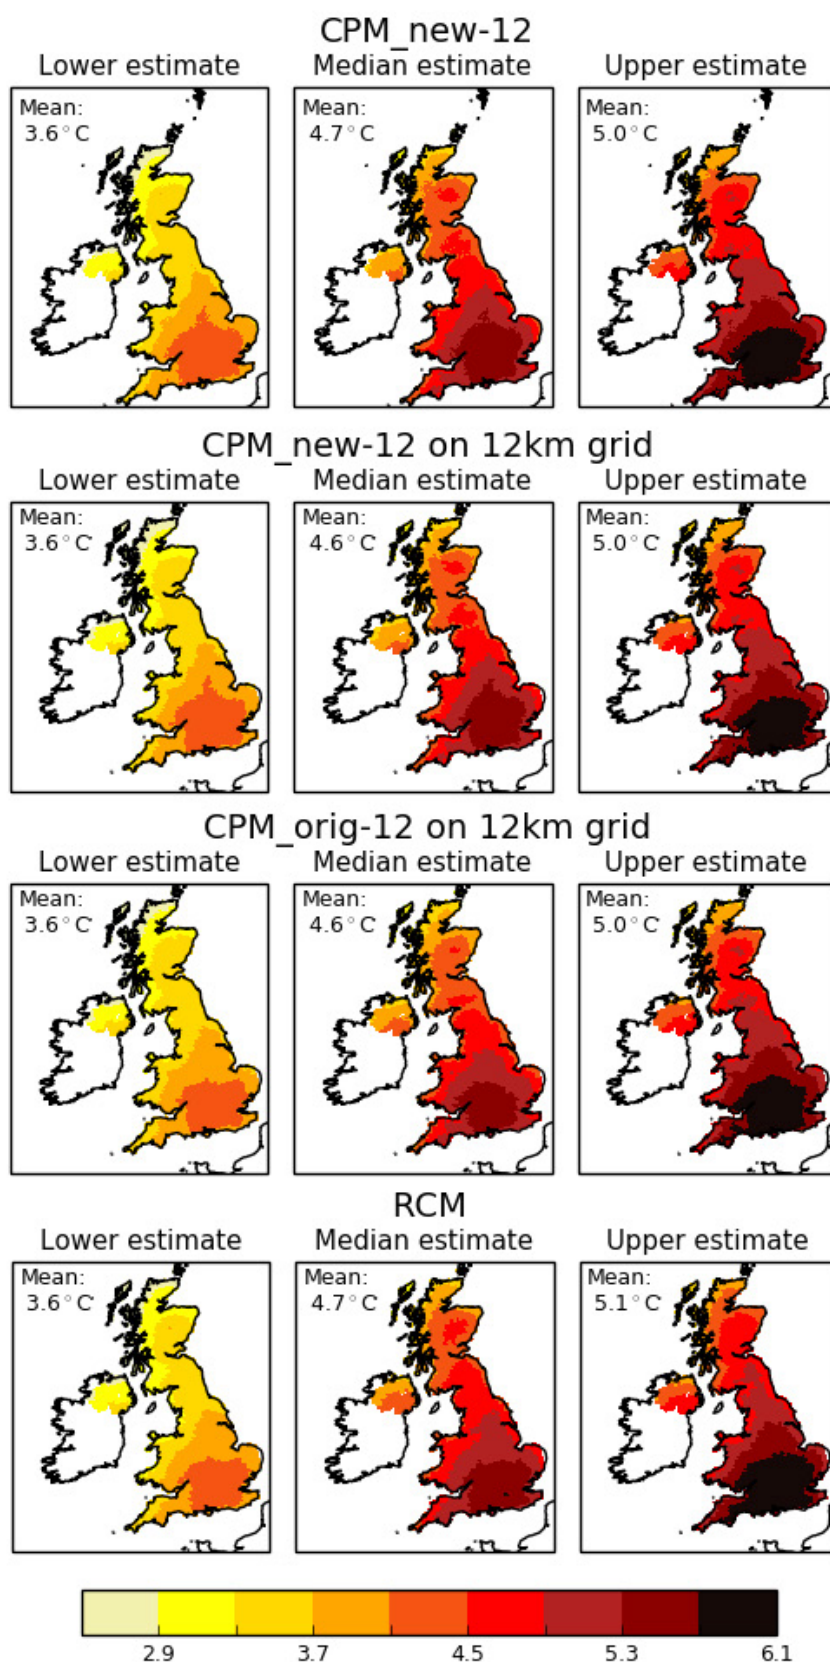 CPM_new-12
Lower estimate Median estimate Upper estimate
Mean: Mean: Mean:
3.6°C 4.7°C 5.0°C
CPM_new-12 on 12km grid
Lower estimate Median estimate Upper estimate
Mean: Mean: Mean:
3.6°C 4.6°C 5.0°C
CPM_orig-12 on 12km grid
Lower estimate Median estimate Upper estimate
Mean: Mean: Mean:
3.6°C 4.6°C 5.0°C
RCM
Lower estimate Median estimate Upper estimate
Mean: Mean: Mean:
3.6°C 4.7°C 5.1°C
2.9 3.7 4.5 5.3 6.1